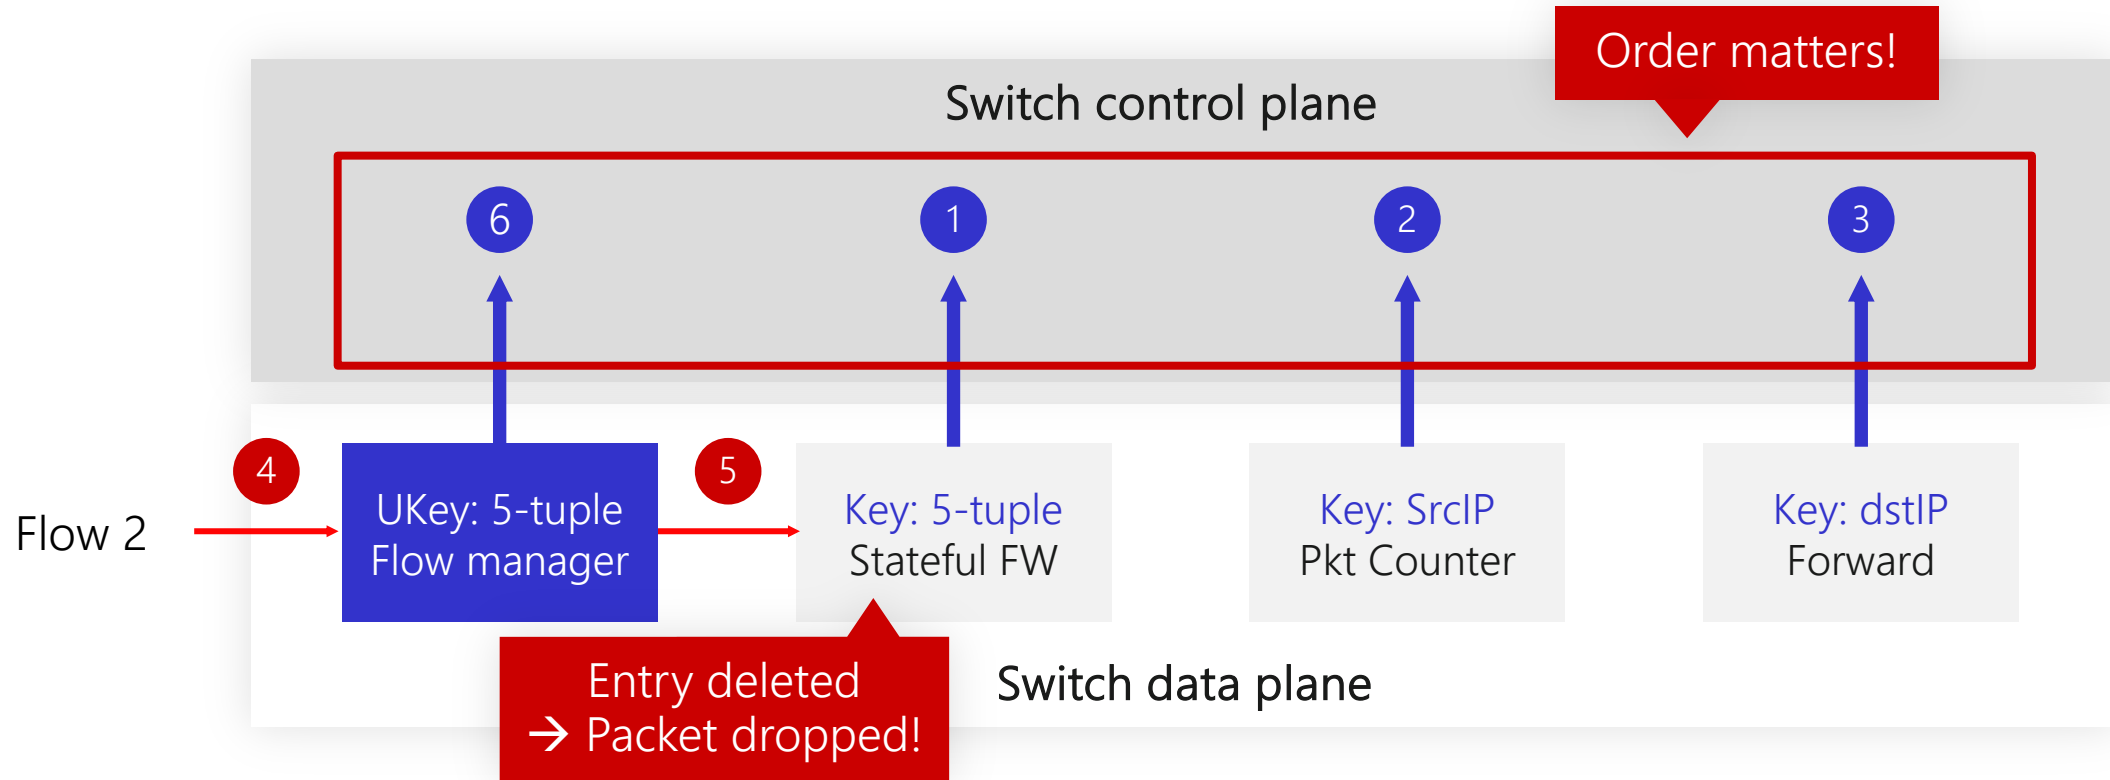 Order matters!
Switch control plane
6
1
2
3
4
5
Flow 2
UKey: 5-tuple
Flow manager
Key: 5-tuple
Stateful FW
Key: SrcIP
Pkt Counter
Key: dstIP
Forward
Entry deleted
→ Packet dropped!
Switch data plane